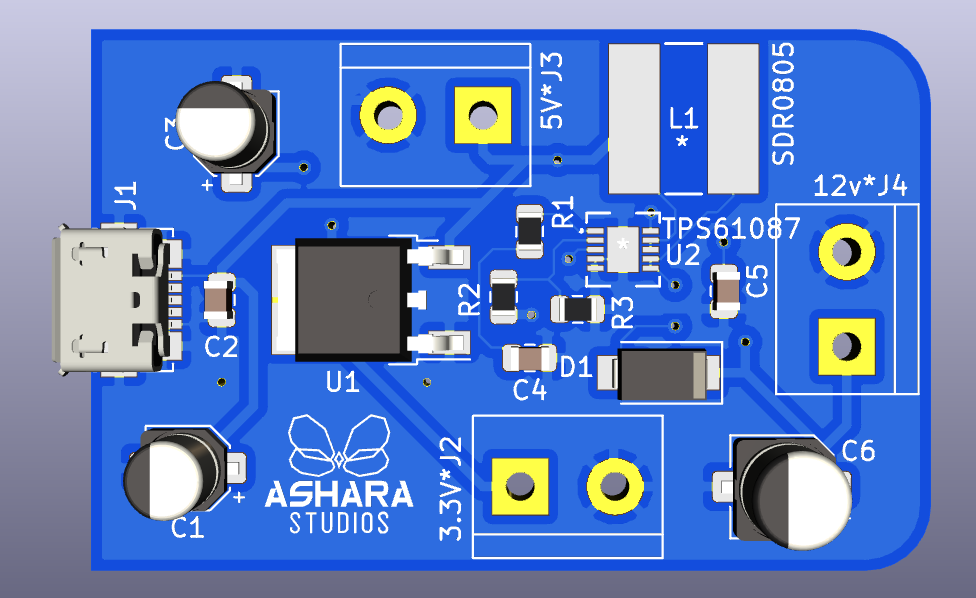 C3
5V*J3
L1
*
SDR0805
J1
12v*J4
R1
TPS61087
*
U2
C5
R2
R3
C2
U1
C4
D1
3.3V*J2
C6
ASHARA
STUDIOS
C1
+
+